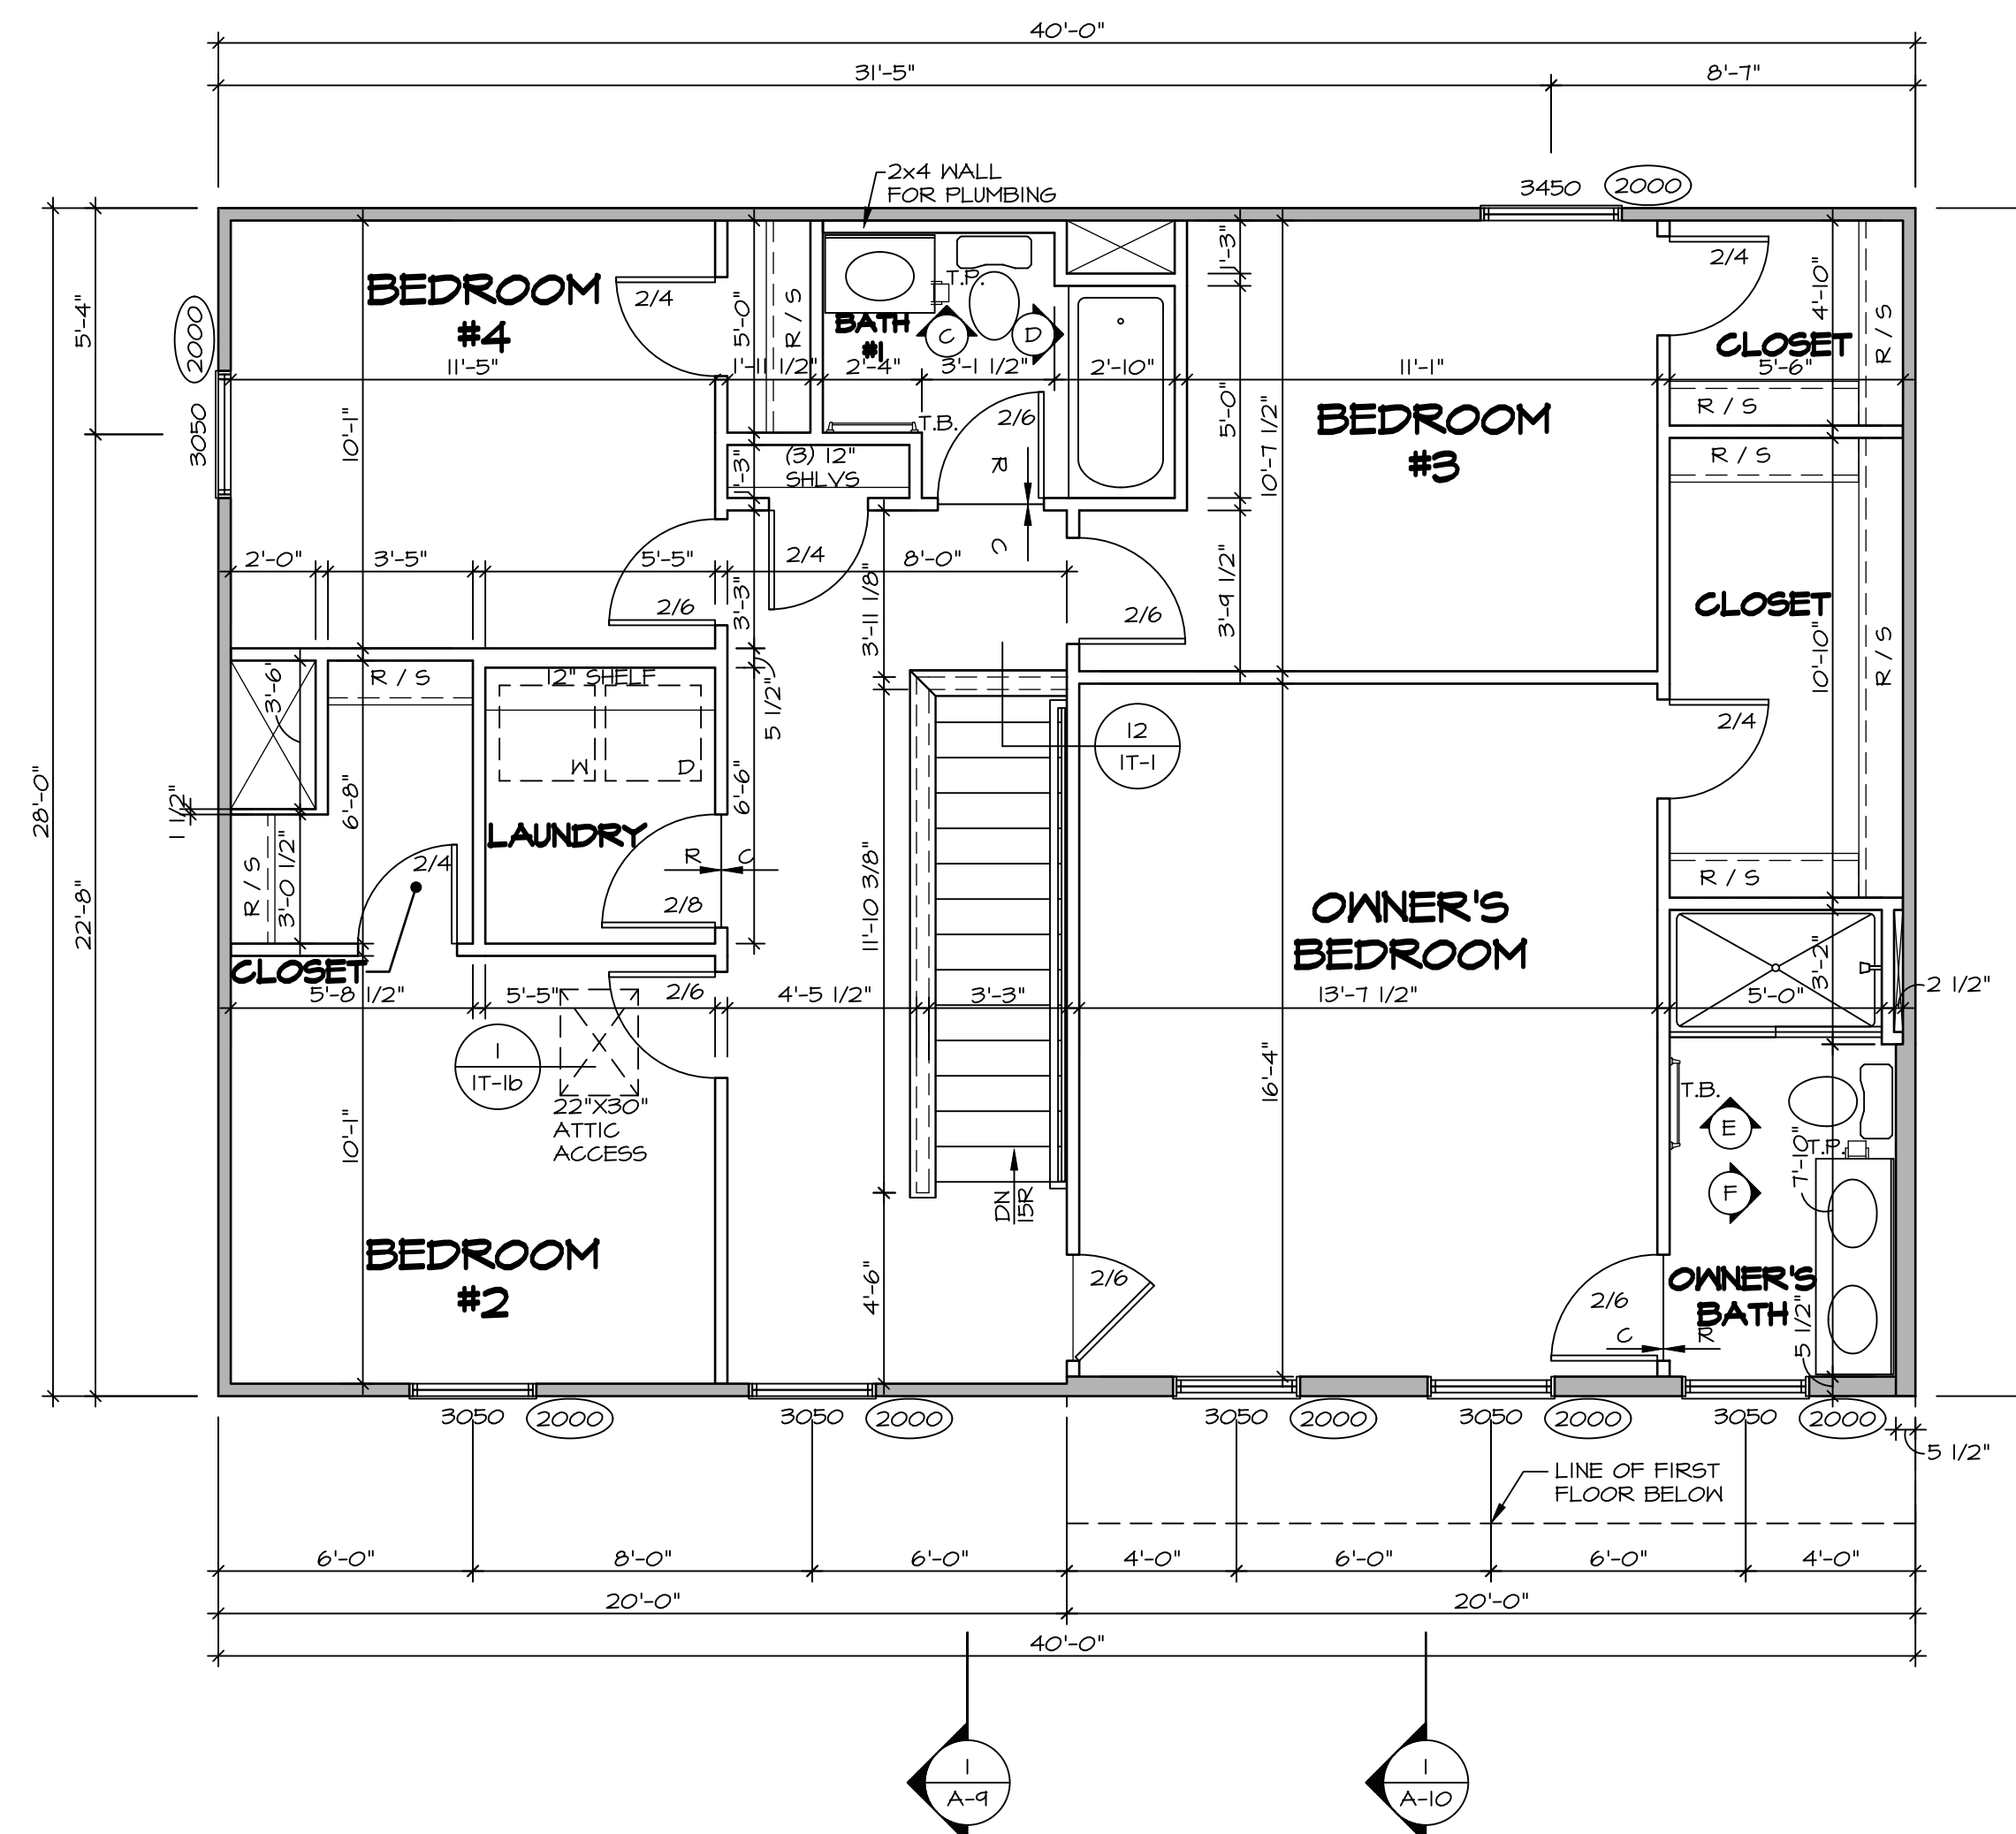 40'-0"
31'-5"
8'-7"
2x4 WALL
FOR PLUMBING
3450
2000
BEDROOM
#4
2/4
5'-0"
R / S
T.P.
BATH
#1
C
D
1'-3"
2/4
4'-10"
CLOSET
R / S
5'-4"
2000
3050
11'-5"
1'-11 1/2"
2'-4"
3'-1 1/2"
2'-10"
11'-1"
5'-6"
10'-1"
T.B.
2/6
5'-0"
10'-7 1/2"
BEDROOM
#3
R / S
R / S
1'-3"
(3) 12"
SHLVS
R
C
2'-0"
3'-5"
5'-5"
2/4
8'-0"
2/6
3'-3"
3'-11 1/8"
2/6
3'-9 1/2"
CLOSET
10'-10"
R / S
3'-6"
R / S
12" SHELF
5 1/2"
W
D
12
1T-1
2/4
28'-0"
22'-8"
1 1/2"
6'-8"
LAUNDRY
6'-6"
R
C
2/4
R / S
3'-0 1/2"
2/8
11'-10 3/8"
OWNER'S
BEDROOM
R / S
3'-2"
CLOSET
5'-8 1/2"
5'-5"
2/6
4'-5 1/2"
3'-3"
13'-7 1/2"
5'-0"
2 1/2"
1
1T-1b
22"X30"
ATTIC
ACCESS
10'-1"
16'-4"
T.B.
E
T.P.
7'-10"
F
DN
15R
BEDROOM
#2
4'-6"
2/6
2/6
OWNER'S
BATH
C
R
5 1/2"
3050
2000
3050
2000
3050
2000
3050
2000
3050
2000
5 1/2"
LINE OF FIRST
FLOOR BELOW
6'-0"
8'-0"
6'-0"
4'-0"
6'-0"
6'-0"
4'-0"
20'-0"
20'-0"
40'-0"
1
A-9
1
A-10